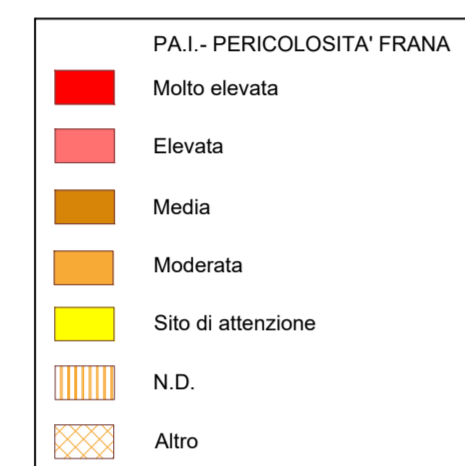 PA.I.- PERICOLOSITA' FRANA
Molto elevata
Elevata
Media
Moderata
Sito di attenzione
N.D.
Altro